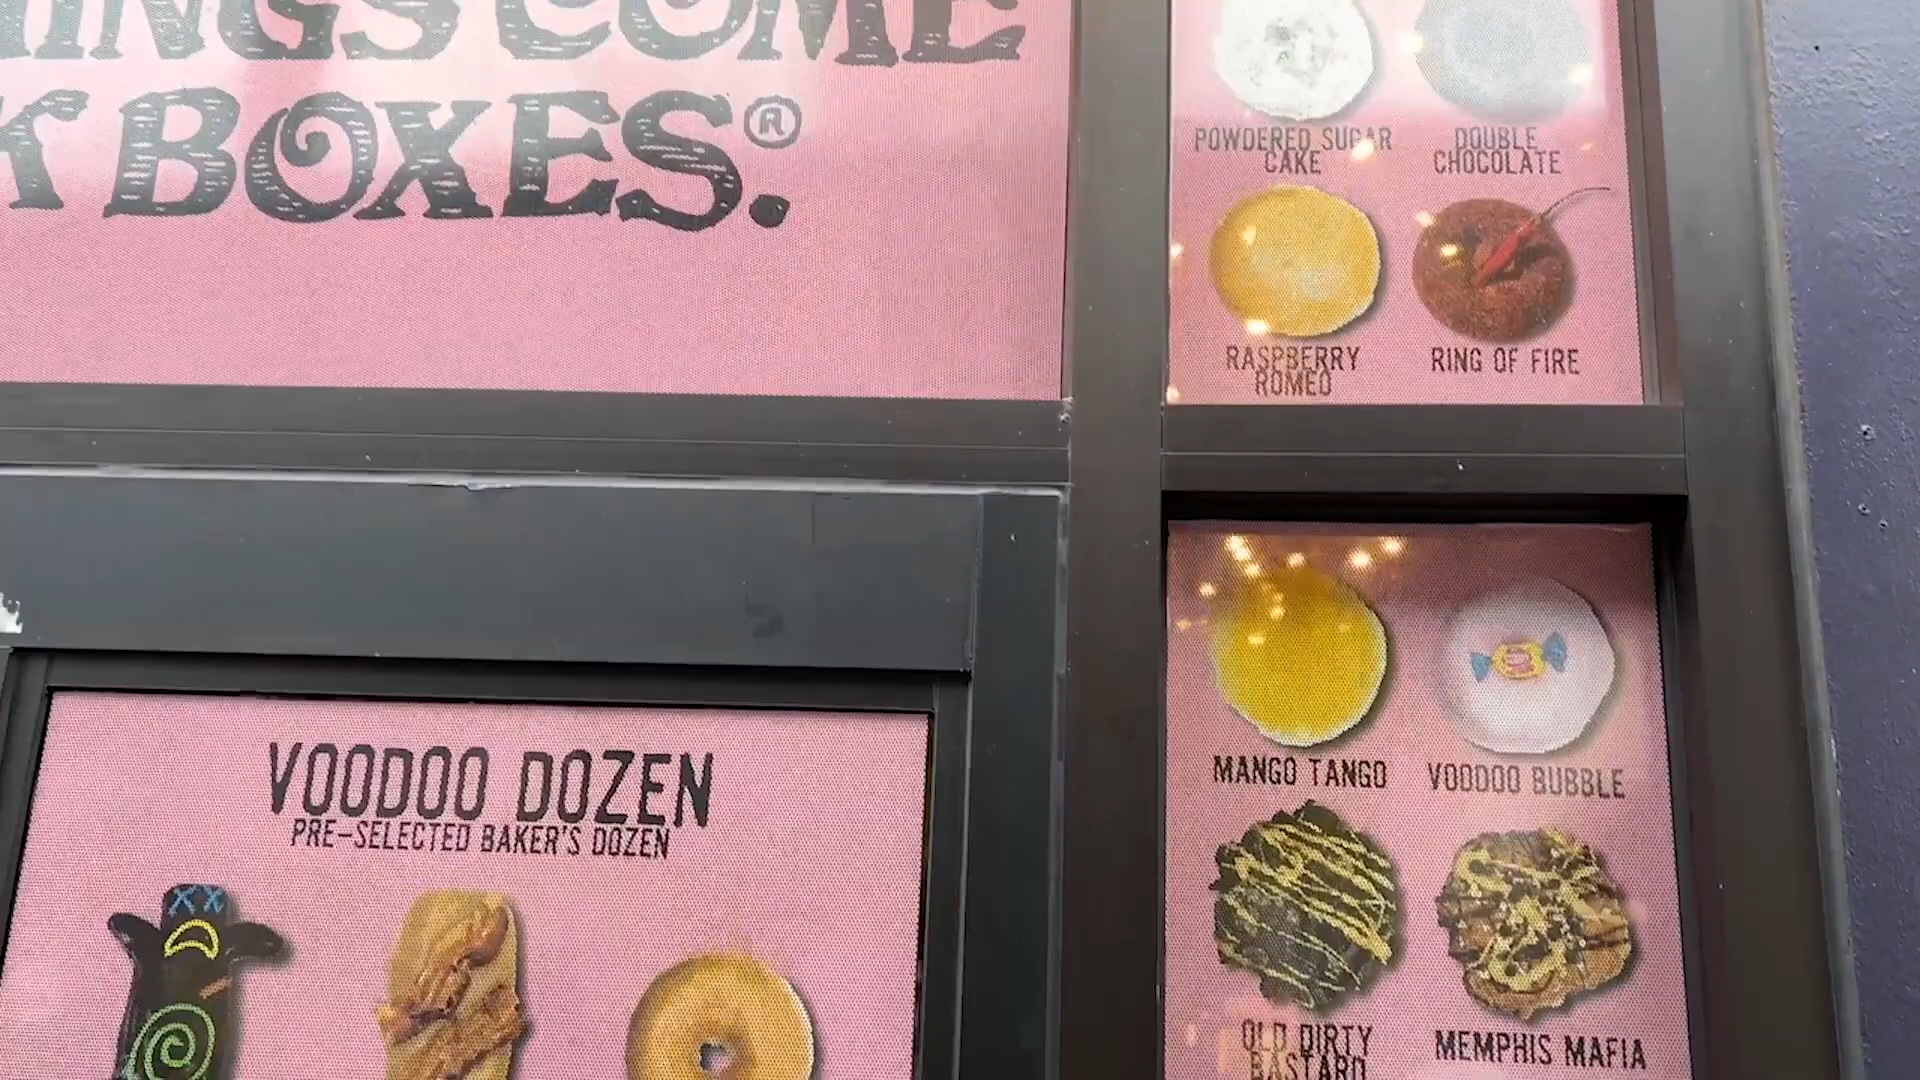 INGS COME
K BOXES.®
POWDERED SUGAR
CAKE
DOUBLE
CHOCOLATE
RASPBERRY
ROMEO
RING OF FIRE
MANGO TANGO
VOODOO BUBBLE
OLD DIRTY
BASTARD
MEMPHIS MAFIA
VOODOO DOZEN
PRE-SELECTED BAKER'S DOZEN